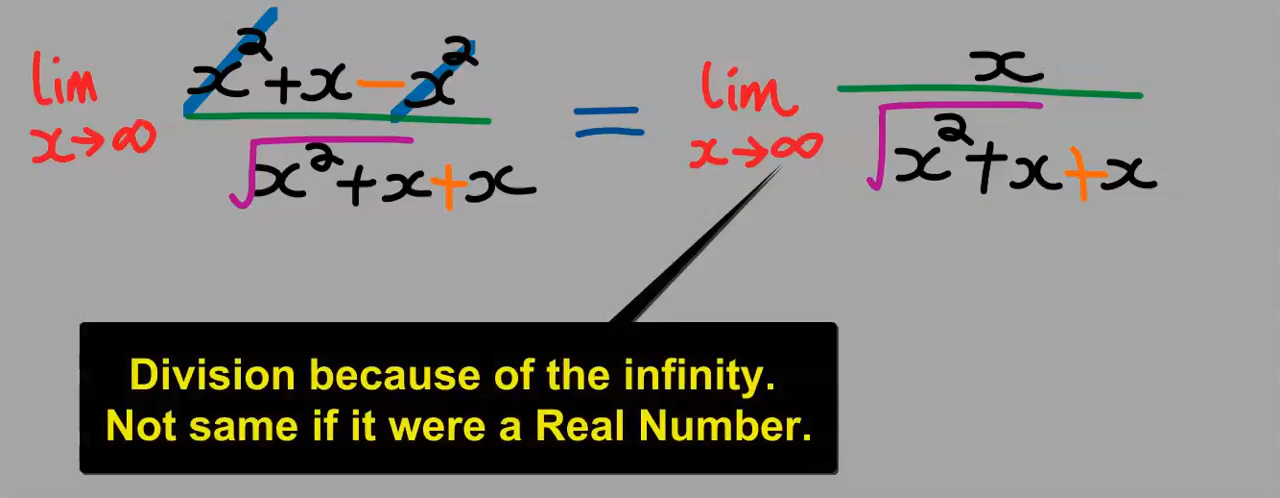 lim x→∞ (x² + x − x²) / (√(x² + x) + x) = lim x→∞ x / (√(x² + x) + x)
Division because of the infinity.
Not same if it were a Real Number.